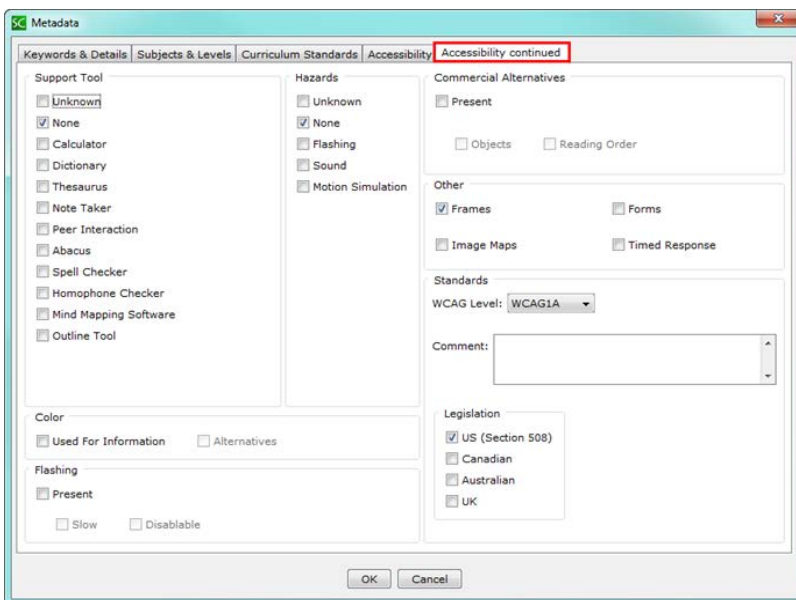 SC Metadata
Keywords & Details Subjects & Levels Curriculum Standards Accessibility Accessibility continued
Support Tool
Unknown
None
Calculator
Dictionary
Thesaurus
Note Taker
Peer Interaction
Abacus
Spell Checker
Homophone Checker
Mind Mapping Software
Outline Tool
Hazards
Unknown
None
Flashing
Sound
Motion Simulation
Color
Used For Information Alternatives
Flashing
Present
Slow Disablable
Commercial Alternatives
Present
Objects Reading Order
Other
Frames Forms
Image Maps Timed Response
Standards
WCAG Level: WCAG1A
Comment:
Legislation
US (Section 508)
Canadian
Australian
UK
OK Cancel